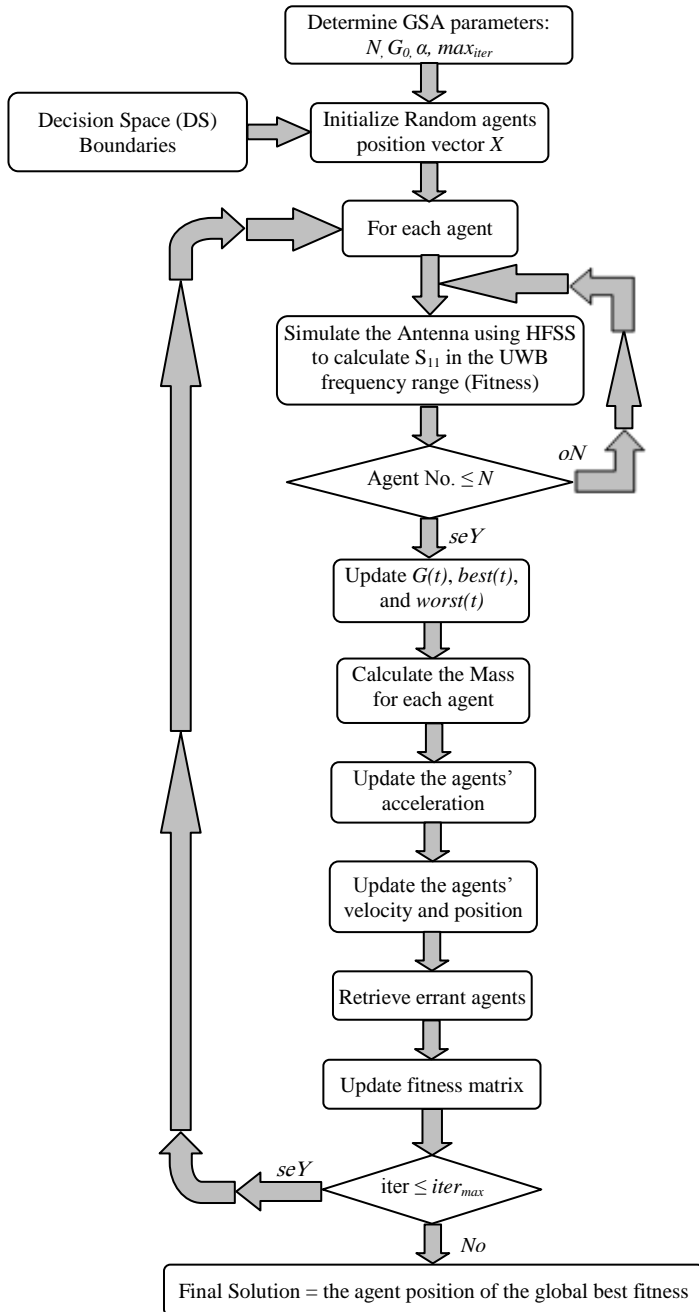 Determine GSA parameters:
N, G0, α, maxiter
Decision Space (DS)
Boundaries
Initialize Random agents
position vector X
For each agent
Simulate the Antenna using HFSS
to calculate S11 in the UWB
frequency range (Fitness)
oN
Agent No. ≤ N
seY
Update G(t), best(t),
and worst(t)
Calculate the Mass
for each agent
Update the agents’
acceleration
Update the agents’
velocity and position
Retrieve errant agents
Update fitness matrix
seY
iter ≤ itermax
No
Final Solution = the agent position of the global best fitness